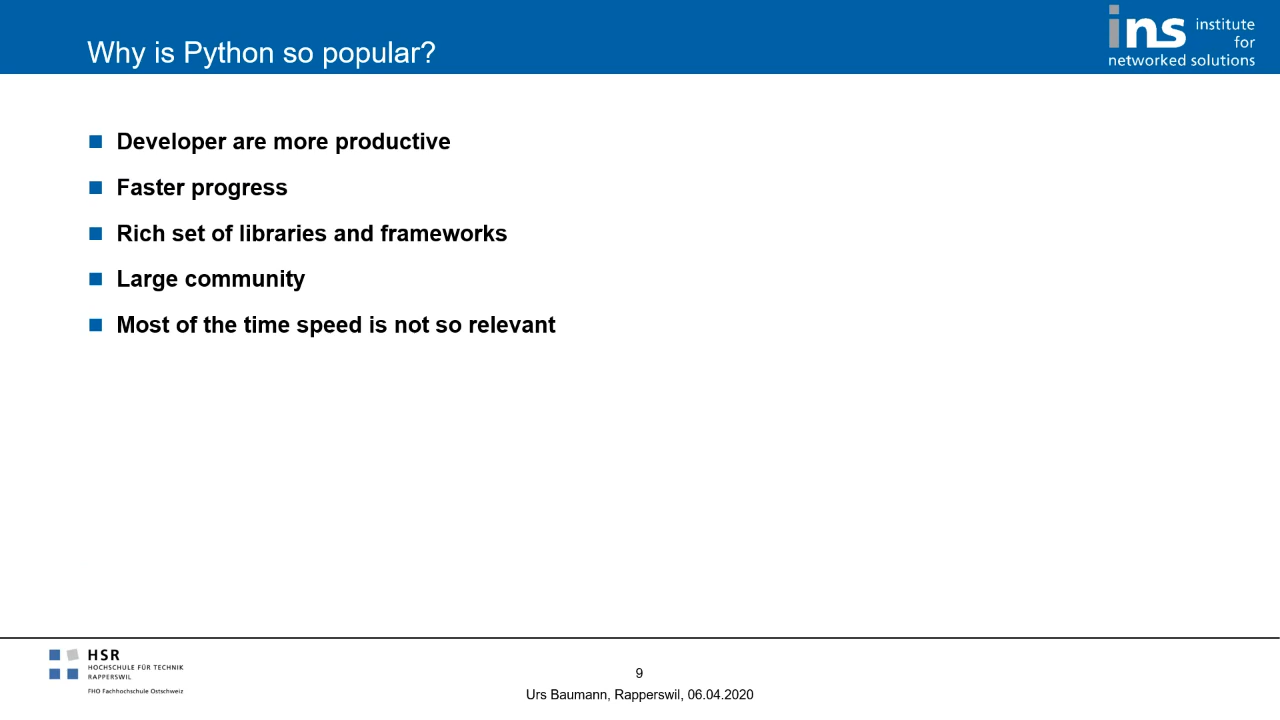 Why is Python so popular?
ins institute
for
networked solutions
Developer are more productive
Faster progress
Rich set of libraries and frameworks
Large community
Most of the time speed is not so relevant
HSR
HOCHSCHULE FÜR TECHNIK
RAPPERSWIL
FHO Fachhochschule Ostschweiz
9
Urs Baumann, Rapperswil, 06.04.2020